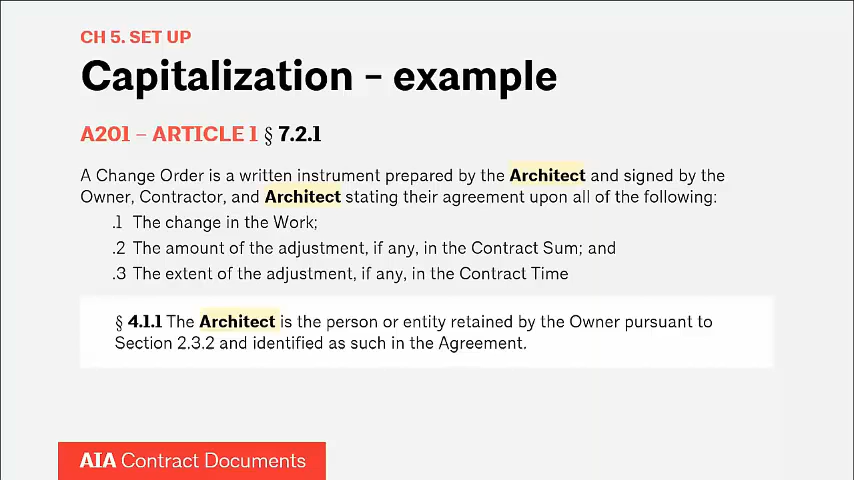 CH 5. SET UP
Capitalization – example
A201 – ARTICLE 1 § 7.2.1
A Change Order is a written instrument prepared by the Architect and signed by the
Owner, Contractor, and Architect stating their agreement upon all of the following:
.1 The change in the Work;
.2 The amount of the adjustment, if any, in the Contract Sum; and
.3 The extent of the adjustment, if any, in the Contract Time
§ 4.1.1 The Architect is the person or entity retained by the Owner pursuant to
Section 2.3.2 and identified as such in the Agreement.
AIA Contract Documents